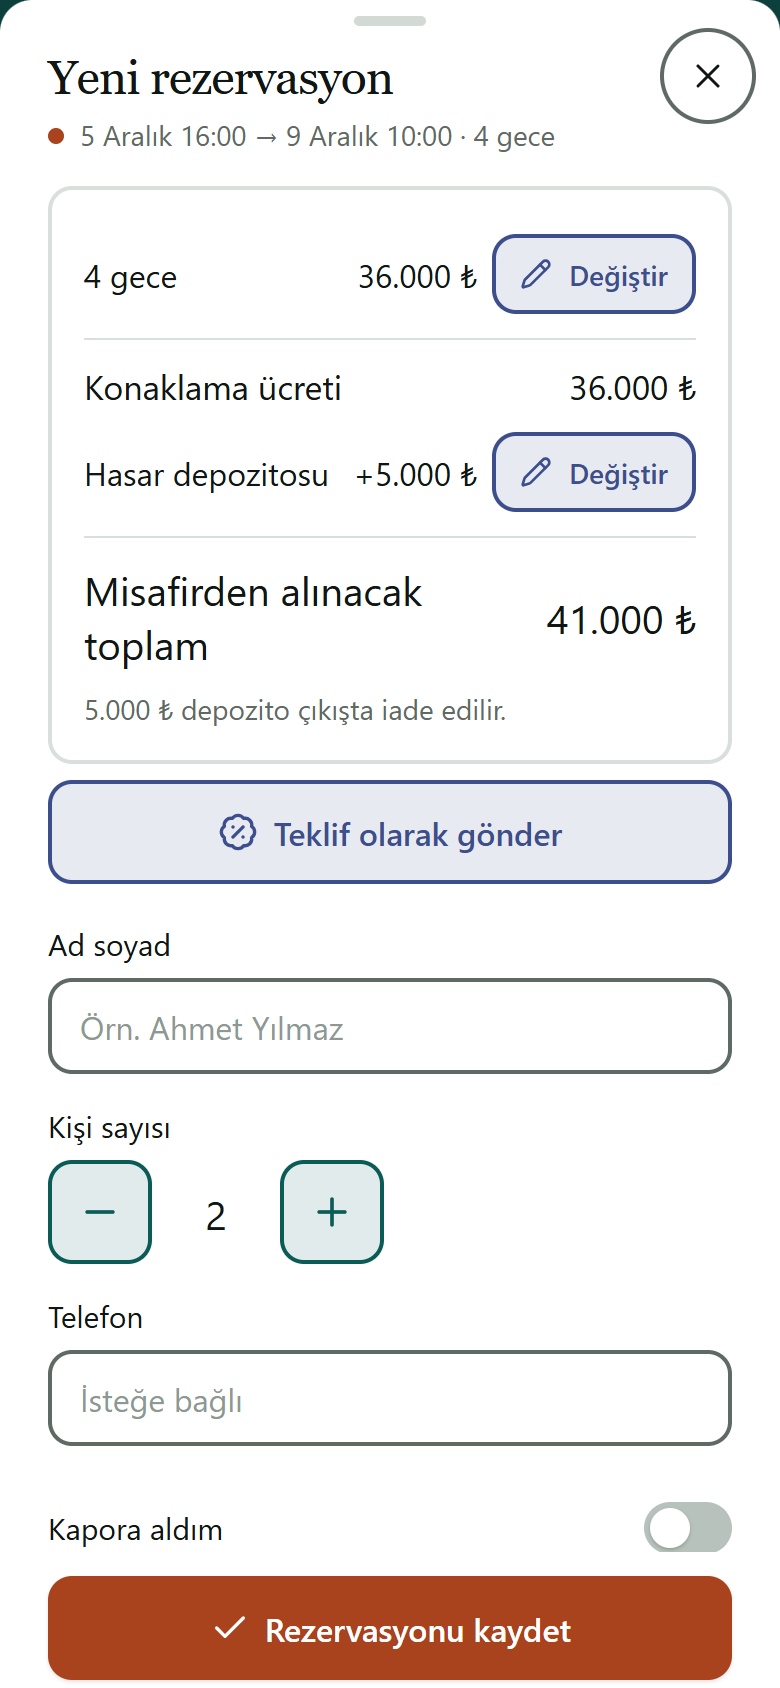 Yeni rezervasyon
5 Aralık 16:00 → 9 Aralık 10:00 · 4 gece
4 gece 36.000 ₺ Değiştir
Konaklama ücreti 36.000 ₺
Hasar depozitosu +5.000 ₺ Değiştir
Misafirden alınacak
toplam 41.000 ₺
5.000 ₺ depozito çıkışta iade edilir.
Teklif olarak gönder
Ad soyad
Örn. Ahmet Yılmaz
Kişi sayısı
− 2 +
Telefon
İsteğe bağlı
Kapora aldım
Rezervasyonu kaydet